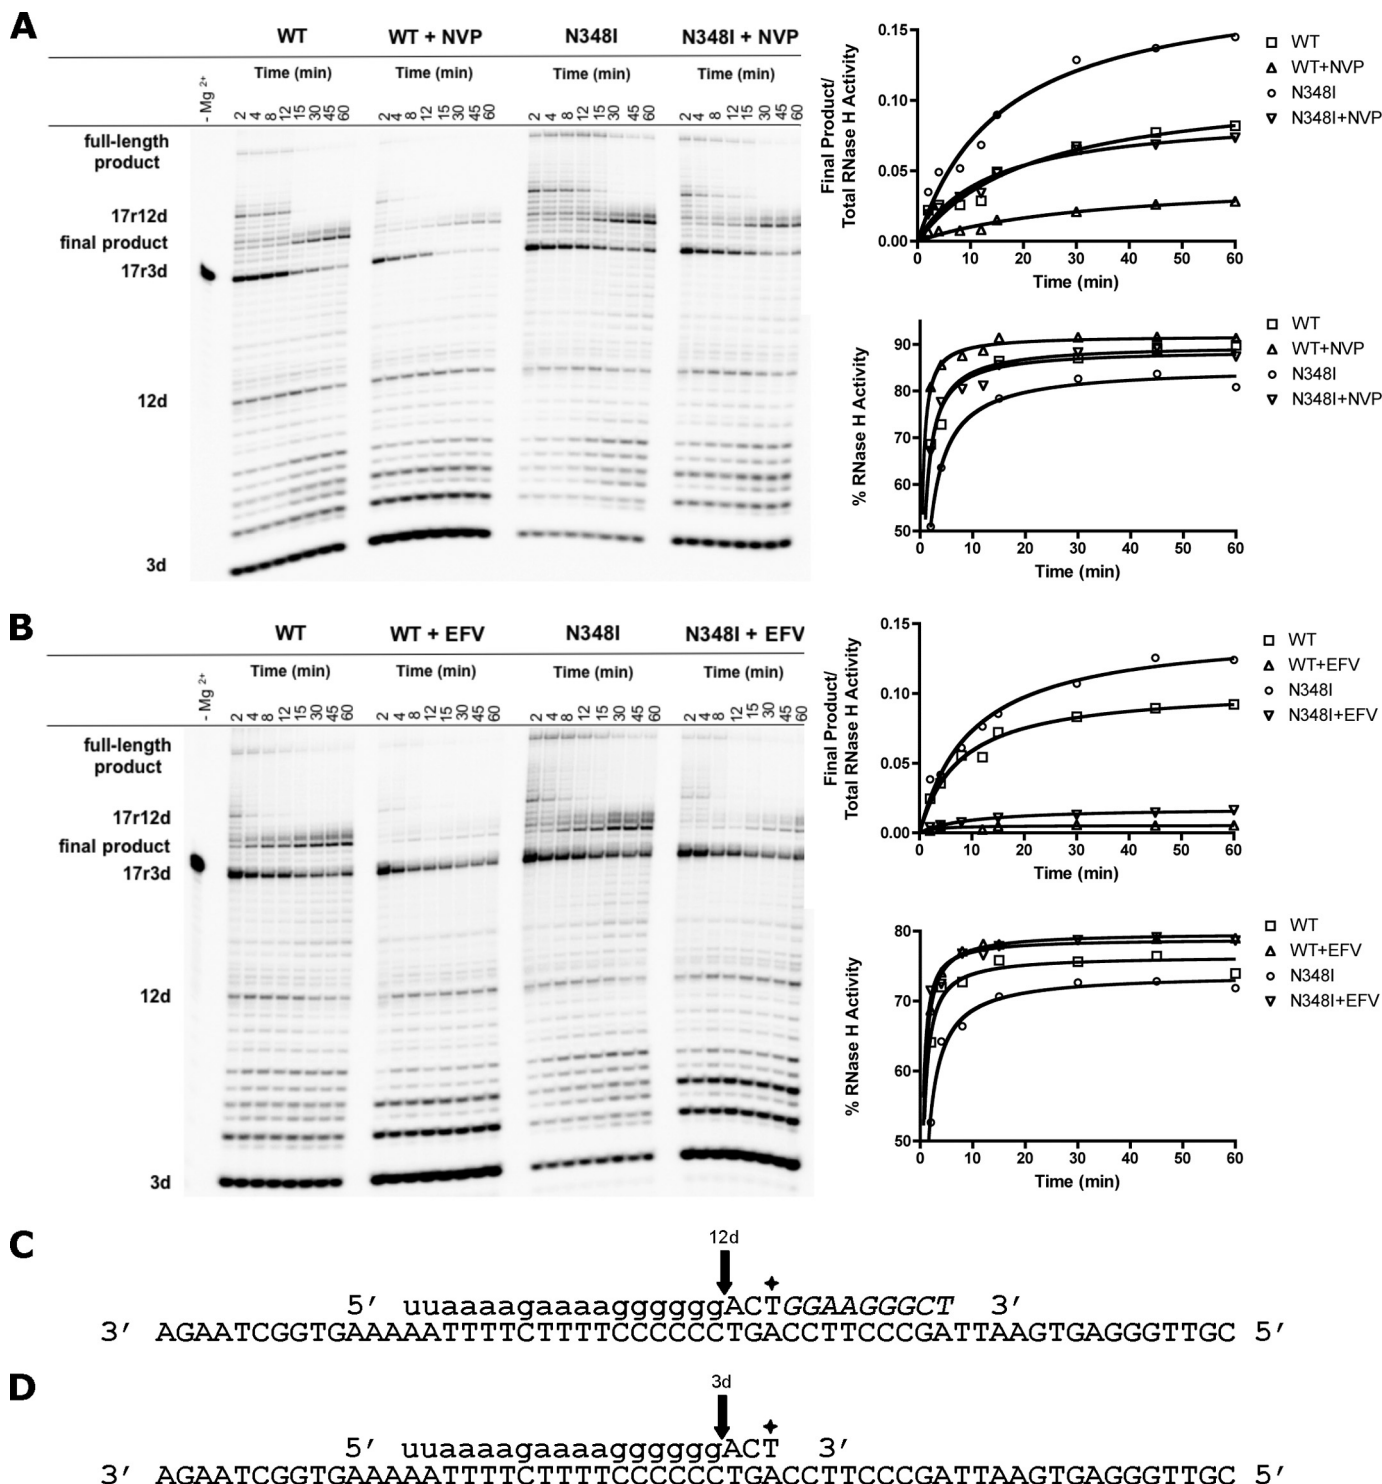 A
WT WT + NVP N348I N348I + NVP
Time (min) Time (min) Time (min) Time (min)
- Mg 2+ 2 4 8 12 15 30 45 60 2 4 8 12 15 30 45 60 2 4 8 12 15 30 45 60 2 4 8 12 15 30 45 60
full-length
product
17r12d
final product
17r3d
12d
3d
Final Product/
Total RNase H Activity
0.15
0.10
0.05
0.00
0 10 20 30 40 50 60
Time (min)
WT
WT+NVP
N348I
N348I+NVP
% RNase H Activity
90
80
70
60
50
0 10 20 30 40 50 60
Time (min)
WT
WT+NVP
N348I
N348I+NVP
B
WT WT + EFV N348I N348I + EFV
Time (min) Time (min) Time (min) Time (min)
- Mg 2+ 2 4 8 12 15 30 45 60 2 4 8 12 15 30 45 60 2 4 8 12 15 30 45 60 2 4 8 12 15 30 45 60
full-length
product
17r12d
final product
17r3d
12d
3d
Final Product/
Total RNase H Activity
0.15
0.10
0.05
0.00
0 10 20 30 40 50 60
Time (min)
WT
WT+EFV
N348I
N348I+EFV
% RNase H Activity
80
70
60
50
0 10 20 30 40 50 60
Time (min)
WT
WT+EFV
N348I
N348I+EFV
C
12d
5′ uuaaaagaaaaggggggACTGGAAGGGCT 3′
3′ AGAATCGGTGAAAAATTTTCTTTTCCCCCCTGACCTTCCCGATTAAGTGAGGGTTGC 5′
D
3d
5′ uuaaaagaaaaggggggACT 3′
3′ AGAATCGGTGAAAAATTTTCTTTTCCCCCCTGACCTTCCCGATTAAGTGAGGGTTGC 5′